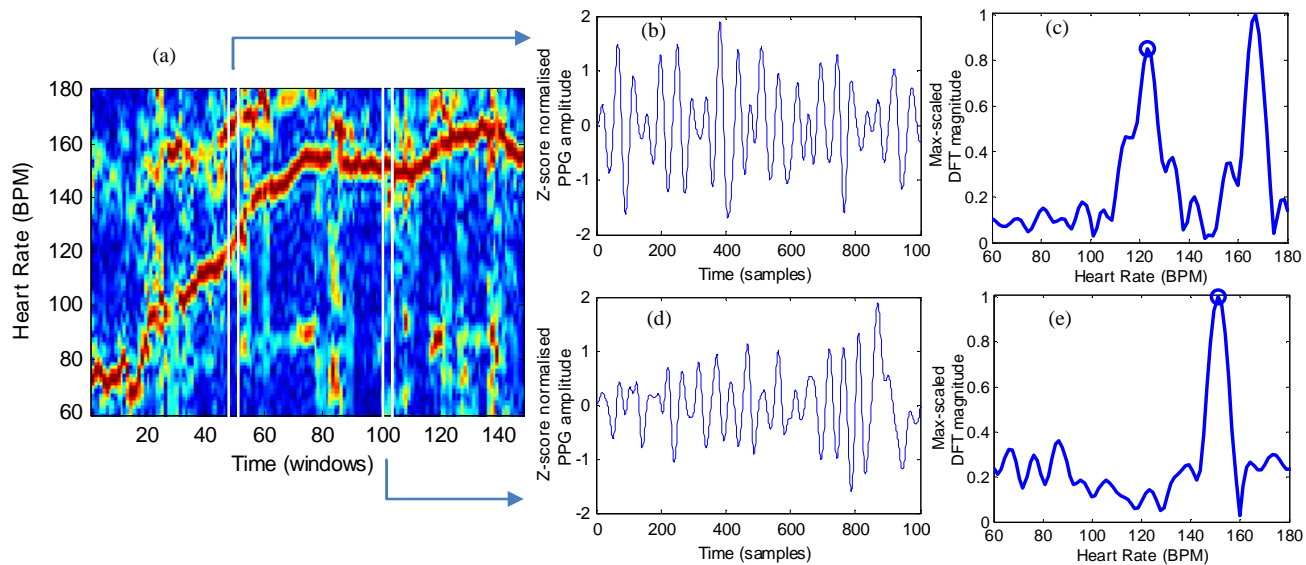 (a)
180
160
140
120
100
80
60
Heart Rate (BPM)
20 40 60 80 100 120 140
Time (windows)
(b)
2
1
0
-1
-2
Z-score normalised
PPG amplitude
0 200 400 600 800 1000
Time (samples)
(c)
1
0.8
0.6
0.4
0.2
0
Max-scaled
DFT magnitude
60 80 100 120 140 160 180
Heart Rate (BPM)
(d)
2
1
0
-1
-2
Z-score normalised
PPG amplitude
0 200 400 600 800 1000
Time (samples)
(e)
1
0.8
0.6
0.4
0.2
0
Max-scaled
DFT magnitude
60 80 100 120 140 160 180
Heart Rate (BPM)